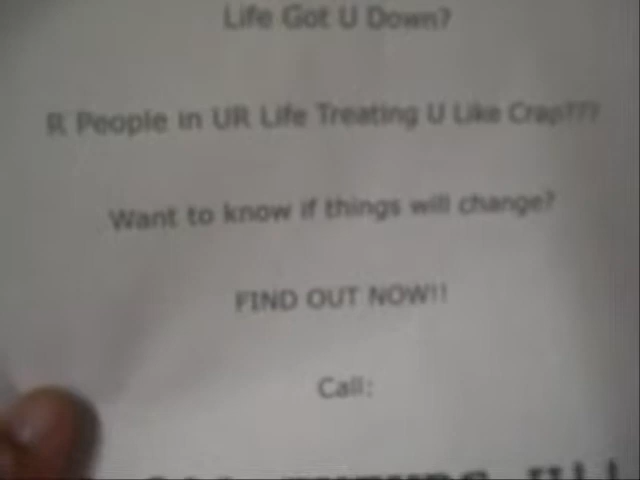 Life Got U Down?
R People in UR Life Treating U Like Crap???
Want to know if things will change?
FIND OUT NOW!!
Call: